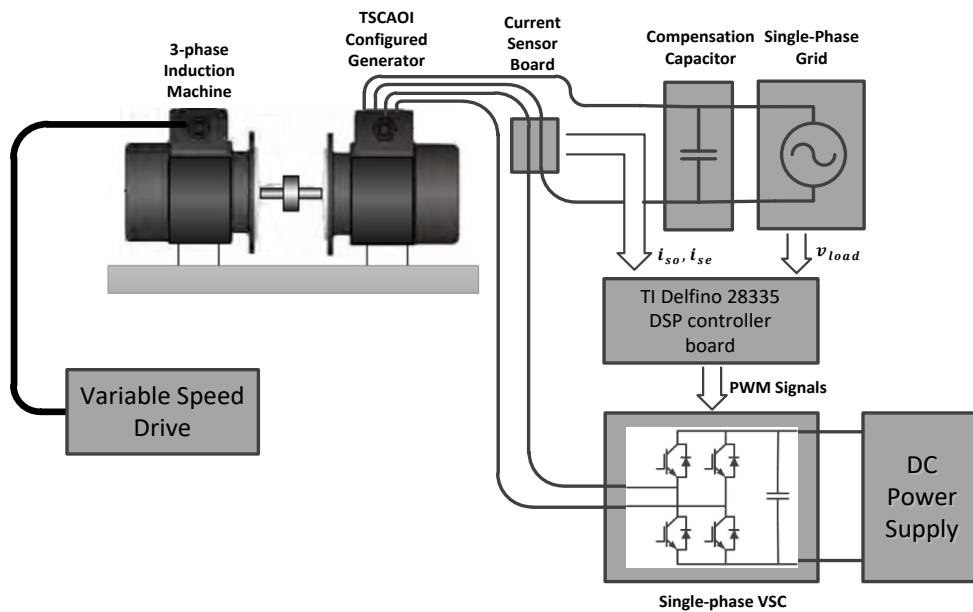 TSCAOI
Configured
Generator
3-phase
Induction
Machine
Current
Sensor
Board
Compensation
Capacitor
Single-Phase
Grid
i_so, i_se
v_load
TI Delfino 28335
DSP controller
board
PWM Signals
Variable Speed
Drive
DC
Power
Supply
Single-phase VSC